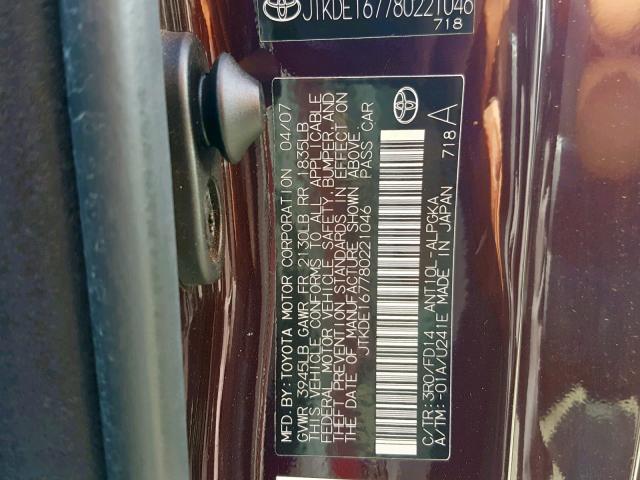 JTKDE167780221046
718
MFD.BY:TOYOTA MOTOR CORPORATION 04/07
GVWR 3945LB GAWR FR 2130LB RR 1835LB
THIS VEHICLE CONFORMS TO ALL APPLICABLE
FEDERAL MOTOR VEHICLE SAFETY, BUMPER, AND
THEFT PREVENTION STANDARDS IN EFFECT ON
THE DATE OF MANUFACTURE SHOWN ABOVE.
JTKDE167780221046 PASS CAR
C/TR:3R0/FD14 ANT10L-ALPGKA
A/TM:-01A/U241E MADE IN JAPAN 718 A